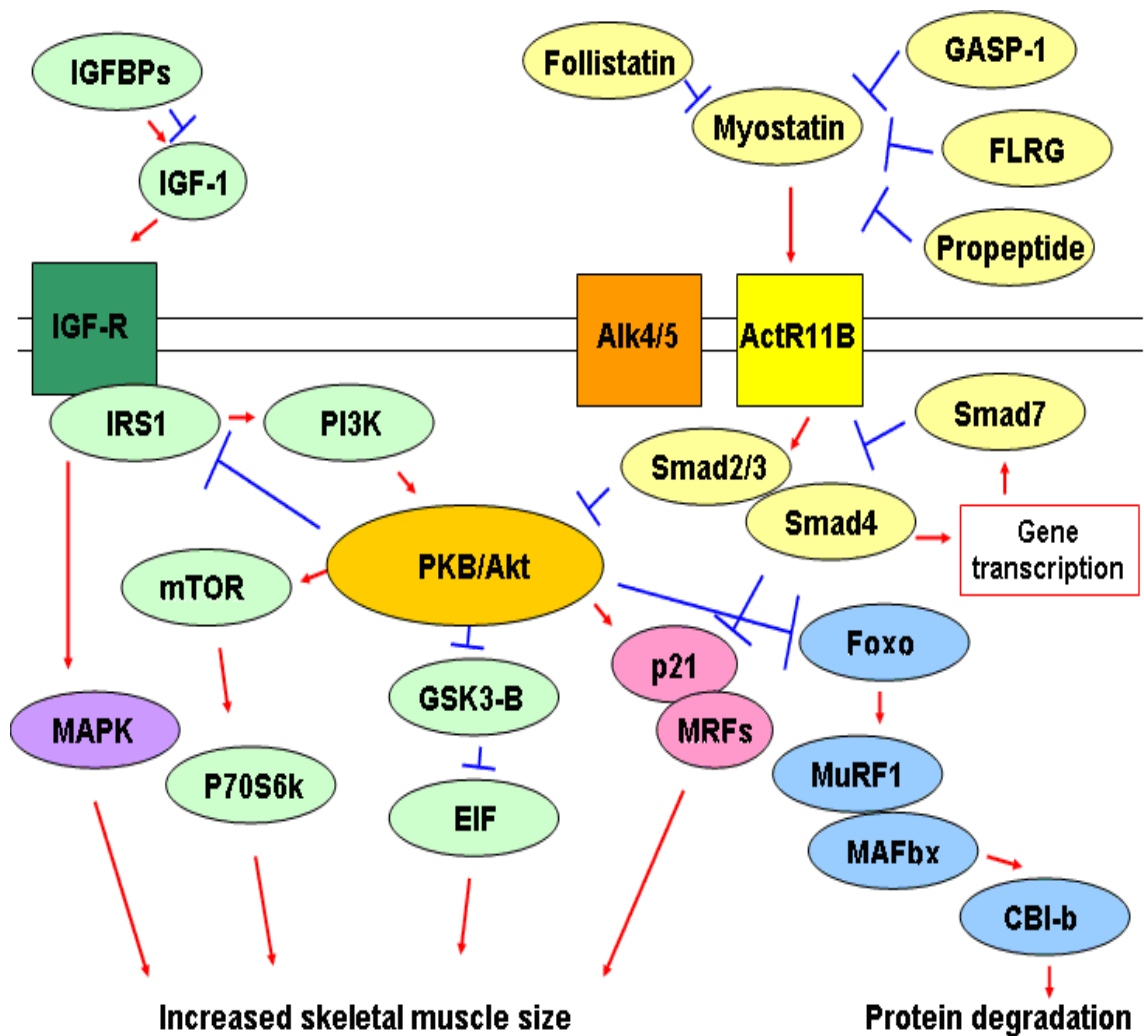 IGFBPs
IGF-1
Follistatin
Myostatin
GASP-1
FLRG
Propeptide
IGF-R
Alk4/5
ActR11B
IRS1
PI3K
Smad2/3
Smad4
Smad7
Gene
transcription
PKB/Akt
mTOR
GSK3-B
p21
MRFs
Foxo
MAPK
P70S6k
EIF
MuRF1
MAFbx
CBI-b
Increased skeletal muscle size
Protein degradation